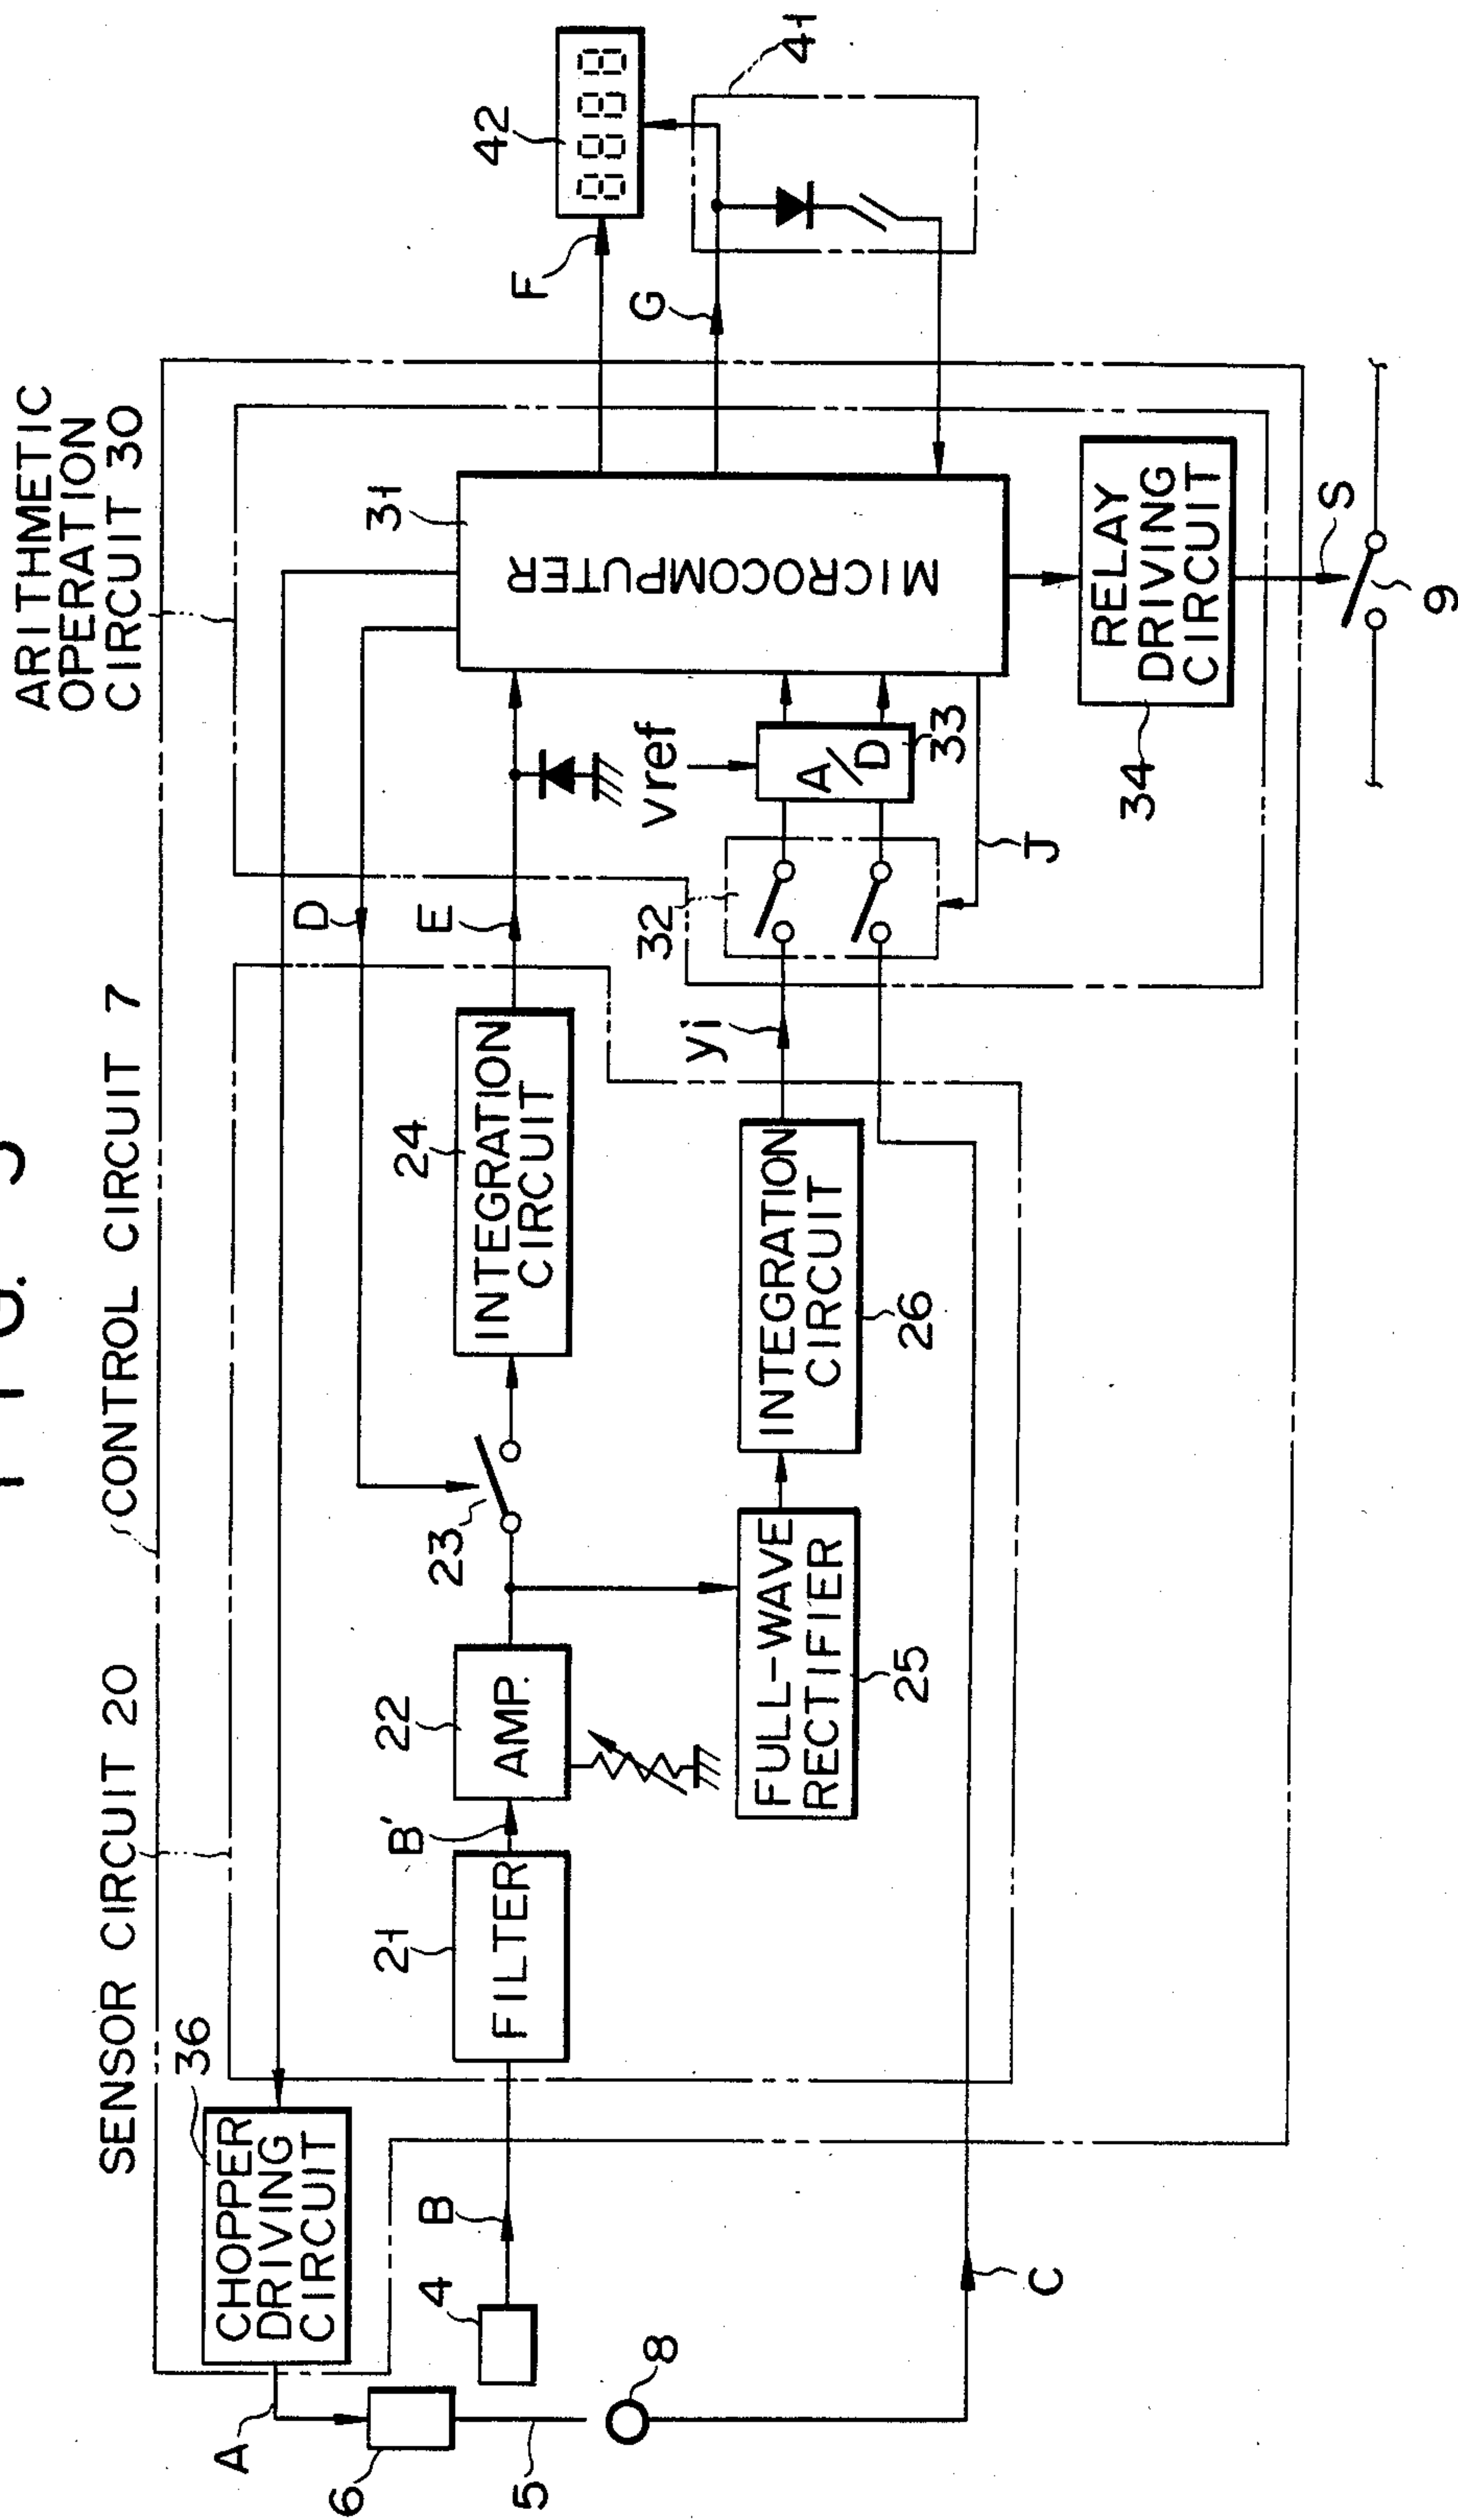 FIG. 5
CONTROL CIRCUIT 7
SENSOR CIRCUIT 20
ARITHMETIC
OPERATION
CIRCUIT 30
36
CHOPPER
DRIVING
CIRCUIT
A
6
5
8
4
B
21
FILTER
B'
22
AMP.
23
D
24
INTEGRATION
CIRCUIT
E
25
FULL-WAVE
RECTIFIER
26
INTEGRATION
CIRCUIT
yi
C
32
Vref
A/D
33
J
31
MICROCOMPUTER
34
RELAY
DRIVING
CIRCUIT
S
9
F
G
42
8888
41